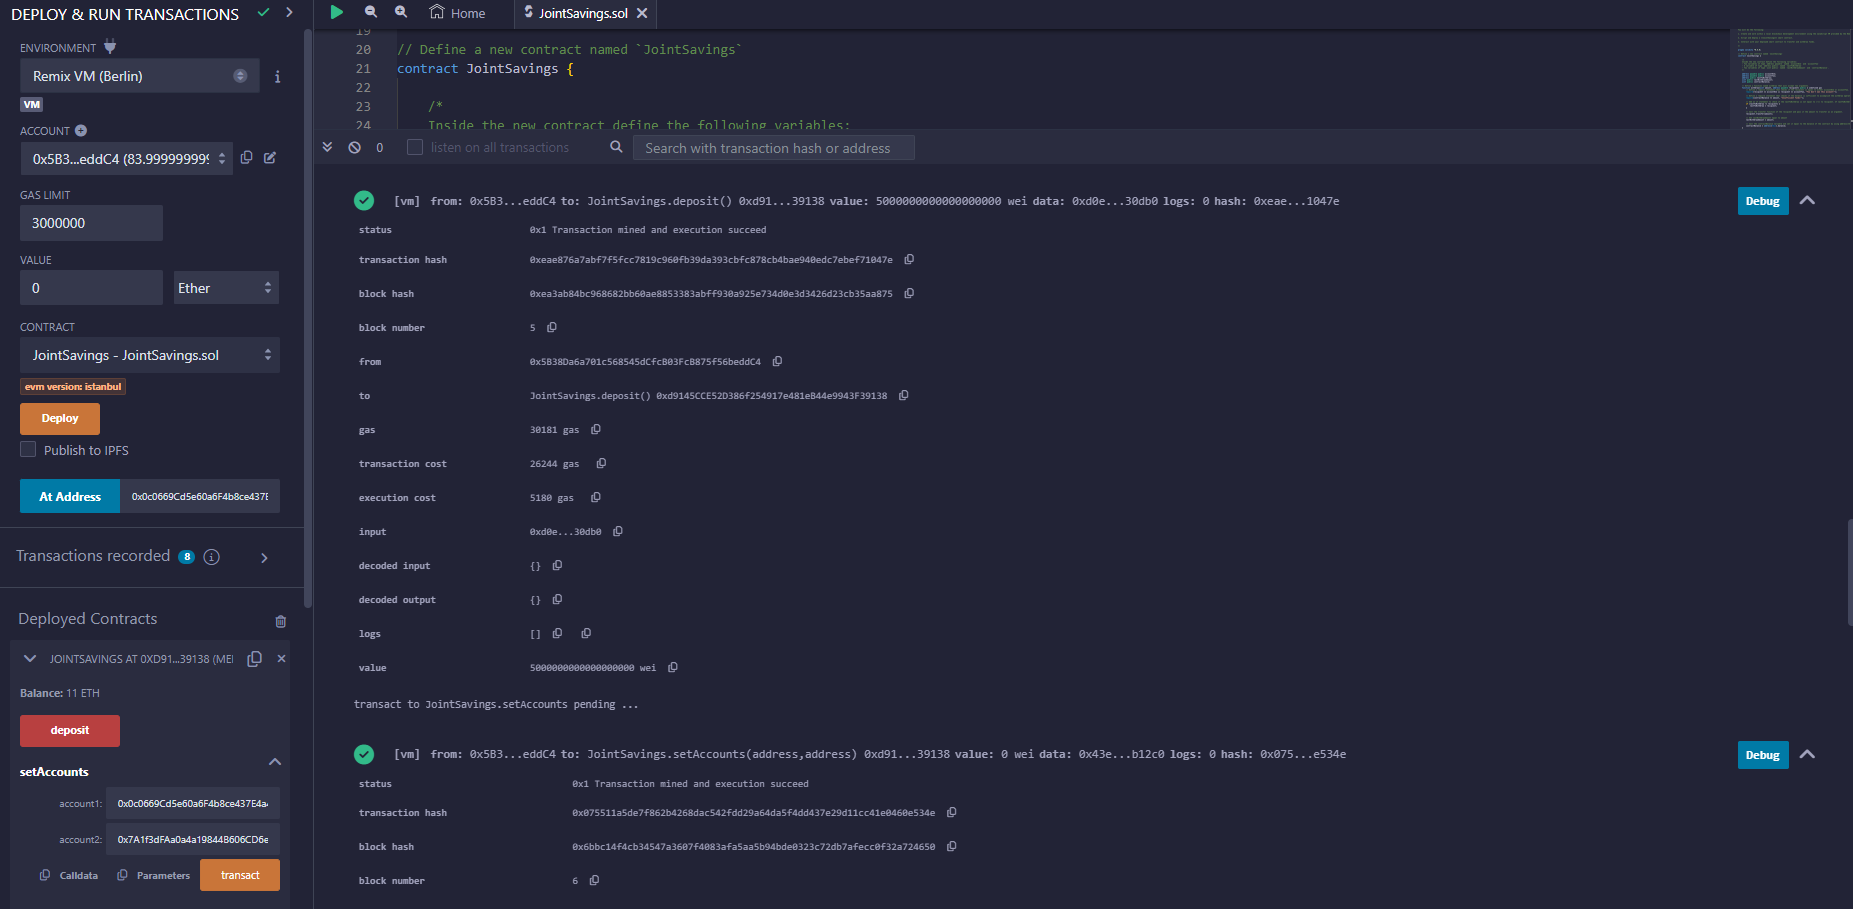 DEPLOY & RUN TRANSACTIONS
ENVIRONMENT
Remix VM (Berlin)
VM
ACCOUNT
0x5B3...eddC4 (83.9999999999
GAS LIMIT
3000000
VALUE
0
Ether
CONTRACT
JointSavings - JointSavings.sol
evm version: istanbul
Deploy
Publish to IPFS
At Address
0x0c0669Cd5e60a6F4b8ce437E
Transactions recorded 8
Deployed Contracts
JOINTSAVINGS AT 0XD91...39138 (MEI
Balance: 11 ETH
deposit
setAccounts
account1: 0x0c0669Cd5e60a6F4b8ce437E4a
account2: 0x7A1f3dFAa0a4a19844B606CD6e
Calldata
Parameters
transact
Home
JointSavings.sol
19
20 // Define a new contract named `JointSavings`
21 contract JointSavings {
22
23 /*
24 Inside the new contract define the following variables:
0
listen on all transactions
Search with transaction hash or address
[vm] from: 0x5B3...eddC4 to: JointSavings.deposit() 0xd91...39138 value: 5000000000000000000 wei data: 0xd0e...30db0 logs: 0 hash: 0xeae...1047e
Debug
status 0x1 Transaction mined and execution succeed
transaction hash 0xeae876a7abf7f5fcc7819c960fb39da393cbfc878cb4bae940edc7ebef71047e
block hash 0xea3ab84bc968682bb60ae8853383abff930a925e734d0e3d3426d23cb35aa875
block number 5
from 0x5B38Da6a701c568545dCfcB03FcB875f56beddC4
to JointSavings.deposit() 0xd9145CCE52D386f254917e481eB44e9943F39138
gas 30181 gas
transaction cost 26244 gas
execution cost 5180 gas
input 0xd0e...30db0
decoded input {}
decoded output {}
logs []
value 5000000000000000000 wei
transact to JointSavings.setAccounts pending ...
[vm] from: 0x5B3...eddC4 to: JointSavings.setAccounts(address,address) 0xd91...39138 value: 0 wei data: 0x43e...b12c0 logs: 0 hash: 0x075...e534e
Debug
status 0x1 Transaction mined and execution succeed
transaction hash 0x075511a5de7f862b4268dac542fdd29a64da5f4dd437e29d11cc41e0460e534e
block hash 0x6bbc14f4cb34547a3607f4083afa5aa5b94bde0323c72db7afecc0f32a724650
block number 6